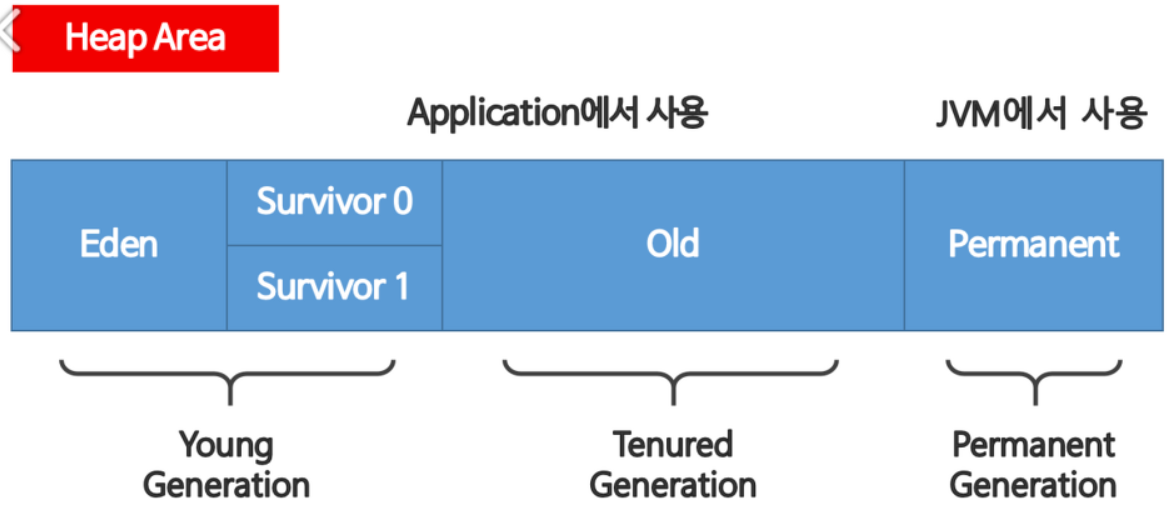 Heap Area
Application에서 사용
JVM에서 사용
Eden
Survivor 0
Survivor 1
Old
Permanent
Young
Generation
Tenured
Generation
Permanent
Generation